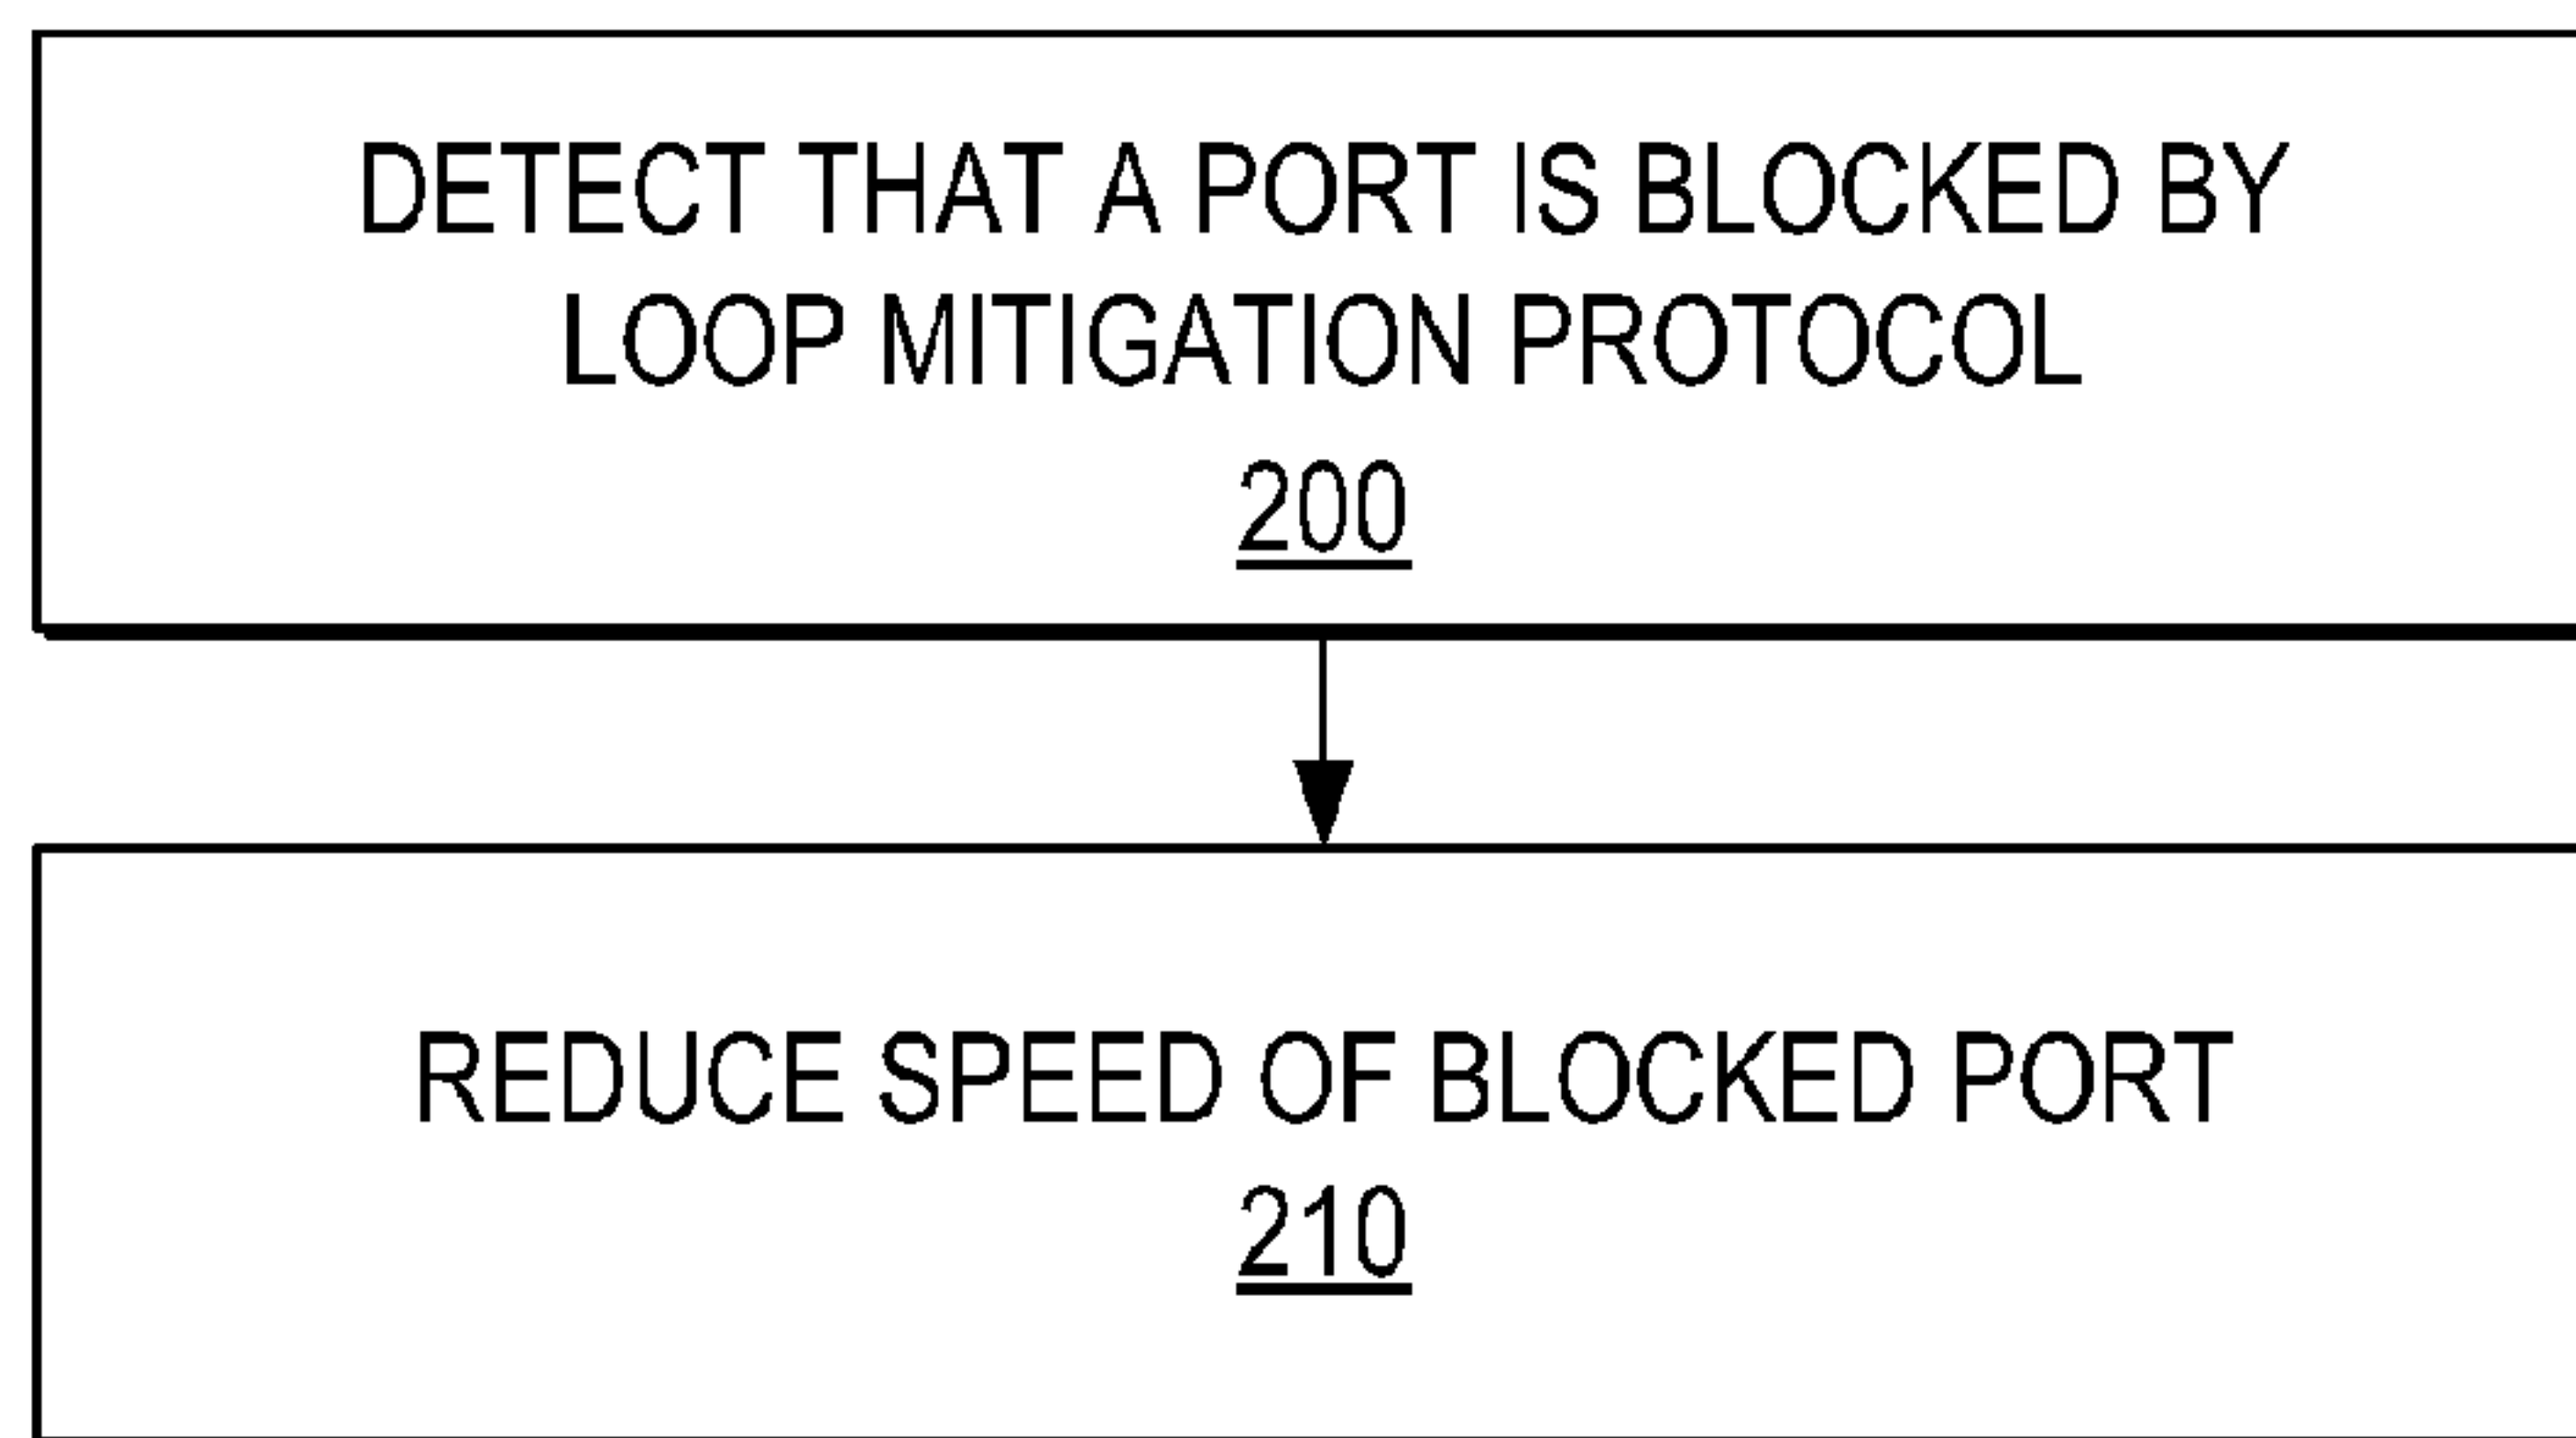 DETECT THAT A PORT IS BLOCKED BY
LOOP MITIGATION PROTOCOL
200
REDUCE SPEED OF BLOCKED PORT
210